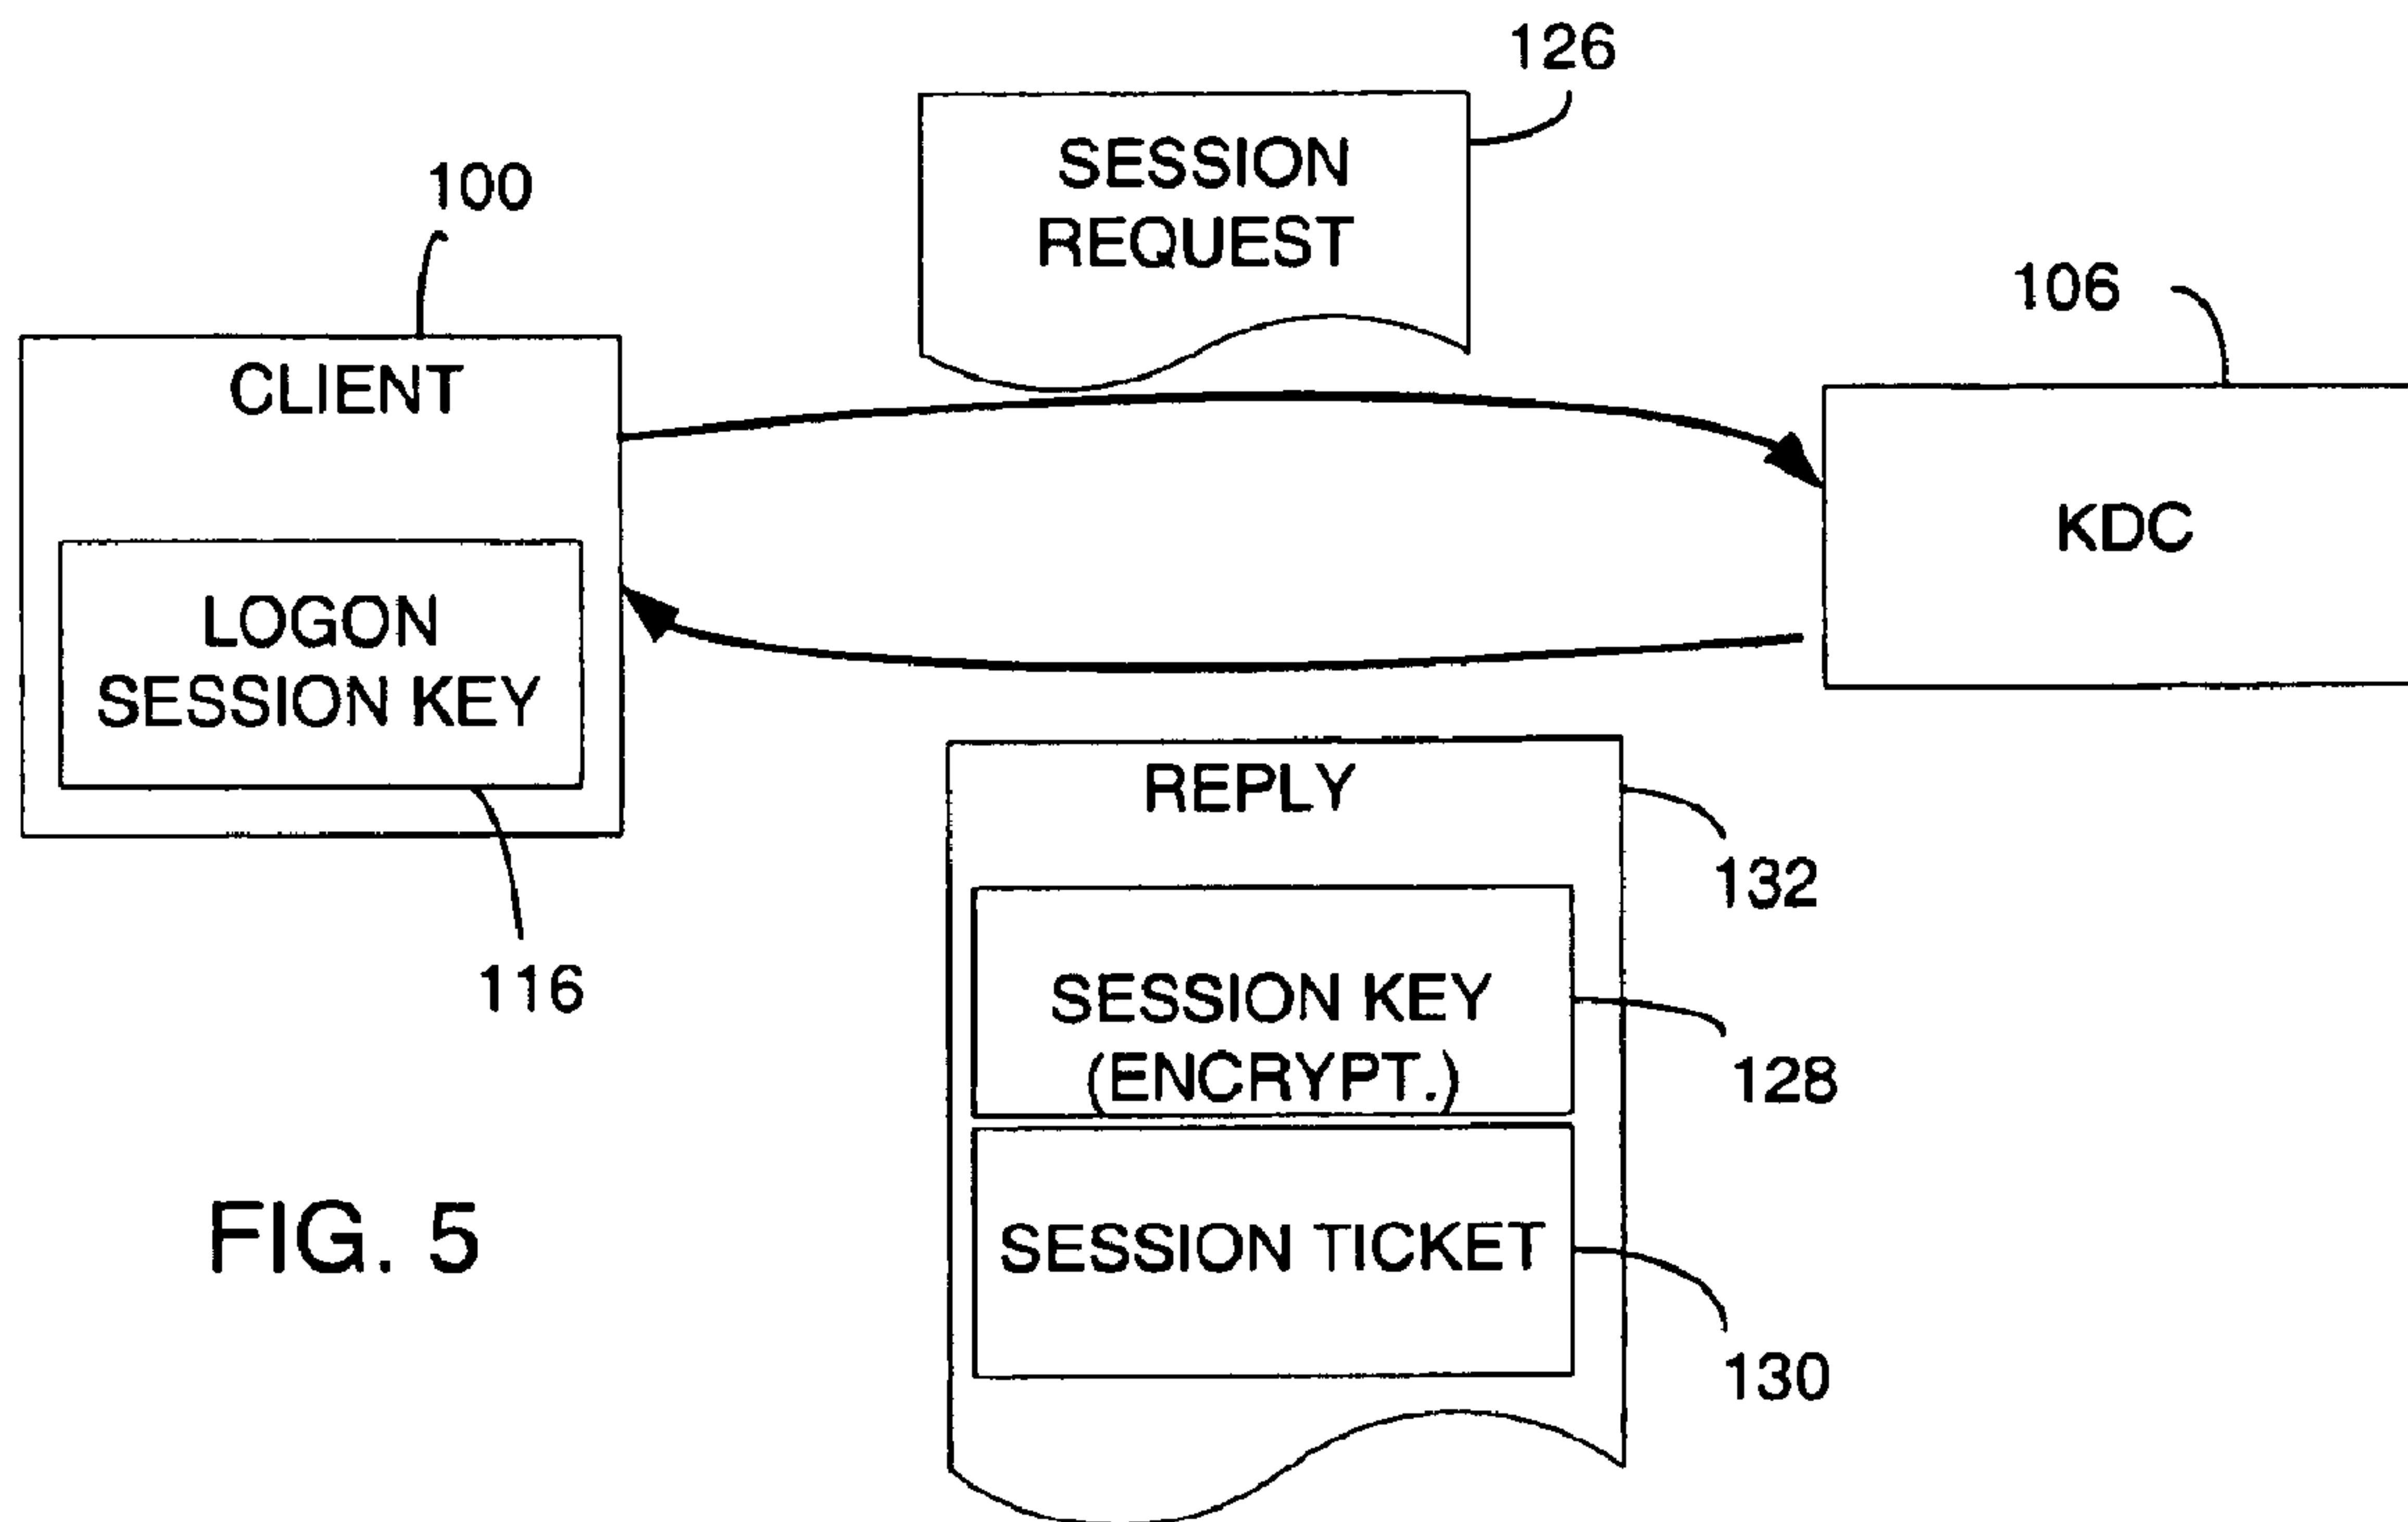 126
SESSION
REQUEST
100
106
CLIENT
KDC
LOGON
SESSION KEY
REPLY
132
116
SESSION KEY
(ENCRYPT.)
128
SESSION TICKET
FIG. 5
130